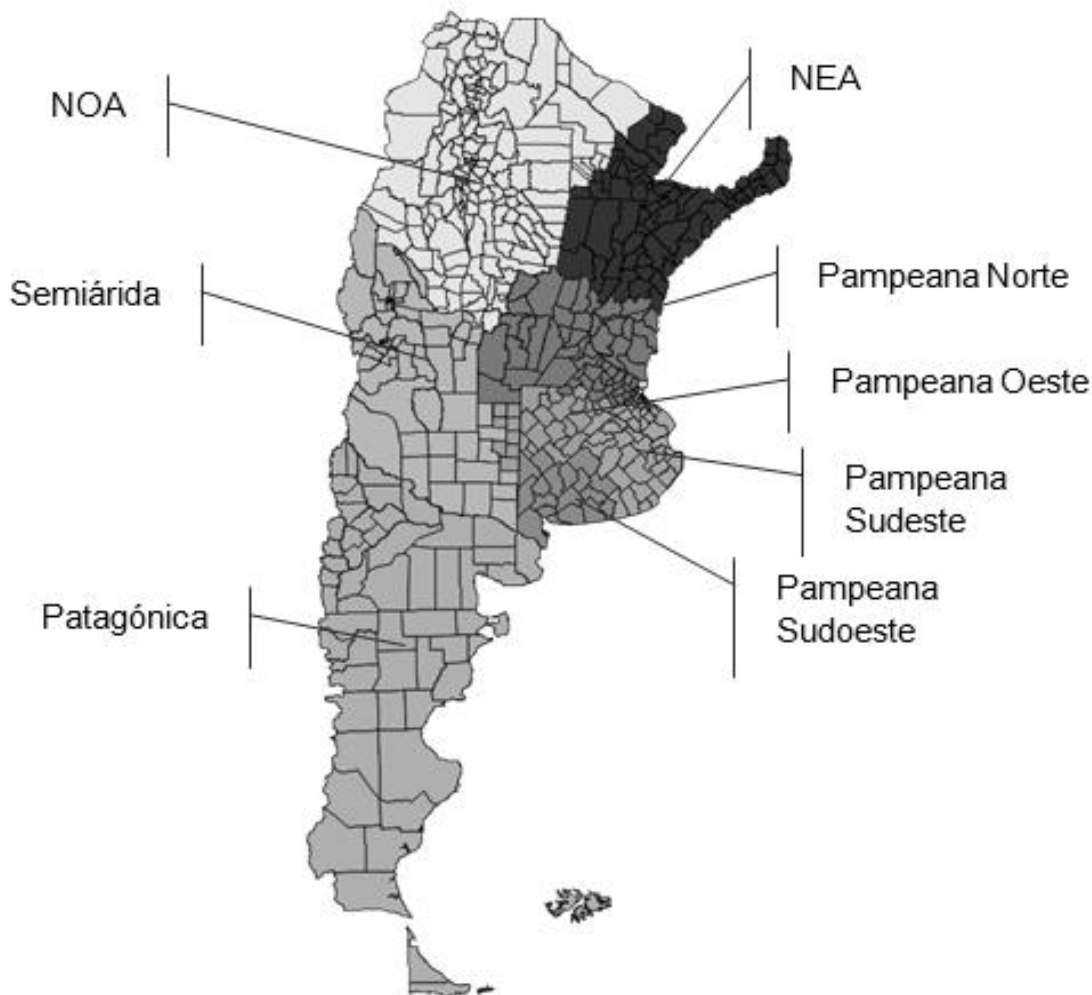 NOA
NEA
Semiárida
Pampeana Norte
Pampeana Oeste
Pampeana
Sudeste
Patagónica
Pampeana
Sudoeste